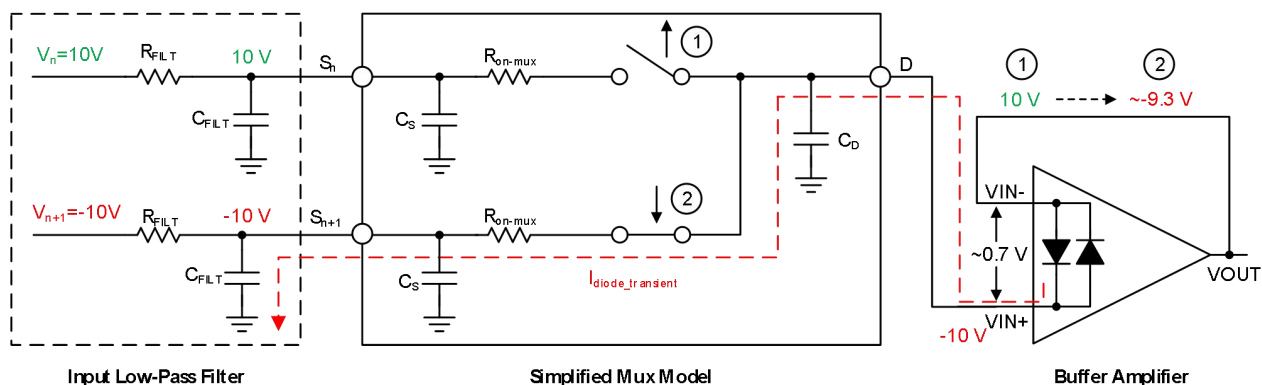 Vn=10V
RFILT
10 V
Sn
Ron-mux
1
D
1
2
10 V
~-9.3 V
CFILT
CS
CD
VIN-
2
Vn+1=-10V
RFILT
-10 V
Sn+1
Ron-mux
~0.7 V
VOUT
CFILT
CS
Idiode_transient
-10 V
VIN+
Input Low-Pass Filter
Simplified Mux Model
Buffer Amplifier